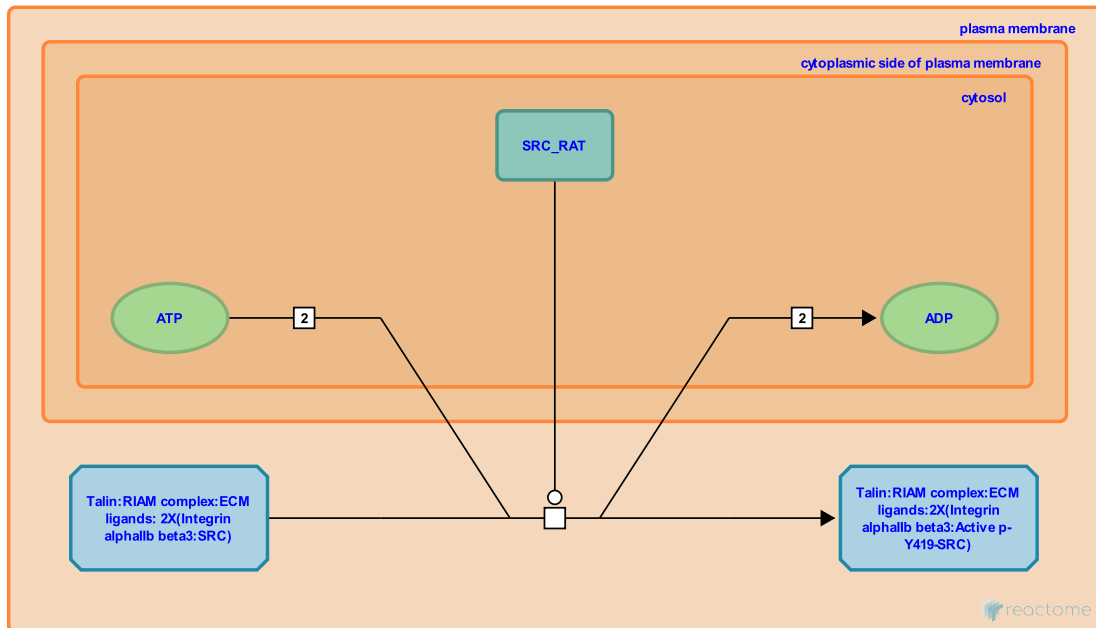 plasma membrane
cytoplasmic side of plasma membrane
cytosol
SRC_RAT
ATP
2
2
ADP
Talin:RIAM complex:ECM
ligands: 2X(Integrin
alphaIIb beta3:SRC)
Talin:RIAM complex:ECM
ligands:2X(Integrin
alphaIIb beta3:Active p-
Y419-SRC)
reactome